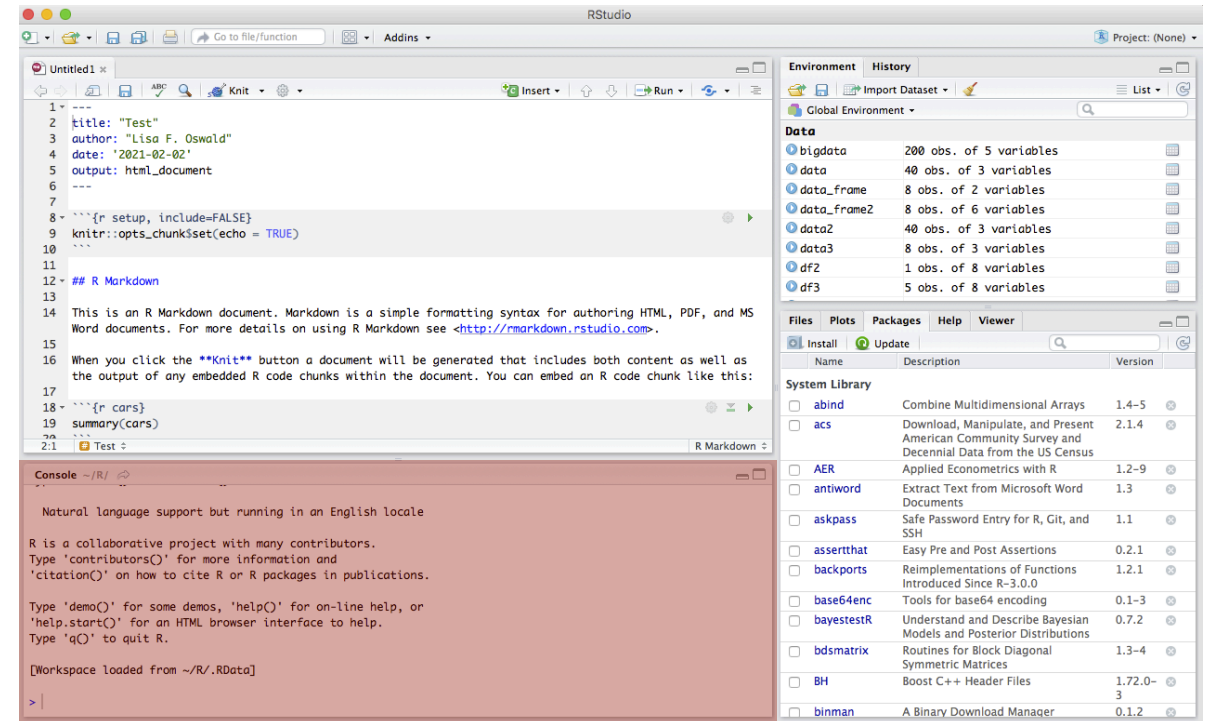 RStudio
Go to file/function
Addins
Project: (None)
Untitled1
ABC
Knit
Insert
Run
1 ---
2 title: "Test"
3 author: "Lisa F. Oswald"
4 date: '2021-02-02'
5 output: html_document
6 ---
7
8 ```{r setup, include=FALSE}
9 knitr::opts_chunk$set(echo = TRUE)
10 ```
11
12 ## R Markdown
13
14 This is an R Markdown document. Markdown is a simple formatting syntax for authoring HTML, PDF, and MS
Word documents. For more details on using R Markdown see <http://rmarkdown.rstudio.com>.
15
16 When you click the **Knit** button a document will be generated that includes both content as well as
the output of any embedded R code chunks within the document. You can embed an R code chunk like this:
17
18 ```{r cars}
19 summary(cars)
20 ```
2:1 # Test R Markdown
Console ~/R/
Natural language support but running in an English locale
R is a collaborative project with many contributors.
Type 'contributors()' for more information and
'citation()' on how to cite R or R packages in publications.
Type 'demo()' for some demos, 'help()' for on-line help, or
'help.start()' for an HTML browser interface to help.
Type 'q()' to quit R.
[Workspace loaded from ~/R/.RData]
>
Environment History
Import Dataset List
Global Environment
Data
bigdata 200 obs. of 5 variables
data 40 obs. of 3 variables
data_frame 8 obs. of 2 variables
data_frame2 8 obs. of 6 variables
data2 40 obs. of 3 variables
data3 8 obs. of 3 variables
df2 1 obs. of 8 variables
df3 5 obs. of 8 variables
Files Plots Packages Help Viewer
Install Update
Name Description Version
System Library
abind Combine Multidimensional Arrays 1.4-5
acs Download, Manipulate, and Present 2.1.4
American Community Survey and
Decennial Data from the US Census
AER Applied Econometrics with R 1.2-9
antiword Extract Text from Microsoft Word 1.3
Documents
askpass Safe Password Entry for R, Git, and 1.1
SSH
assertthat Easy Pre and Post Assertions 0.2.1
backports Reimplementations of Functions 1.2.1
Introduced Since R-3.0.0
base64enc Tools for base64 encoding 0.1-3
bayestestR Understand and Describe Bayesian 0.7.2
Models and Posterior Distributions
bdsmatrix Routines for Block Diagonal 1.3-4
Symmetric Matrices
BH Boost C++ Header Files 1.72.0-
3
binman A Binary Download Manager 0.1.2